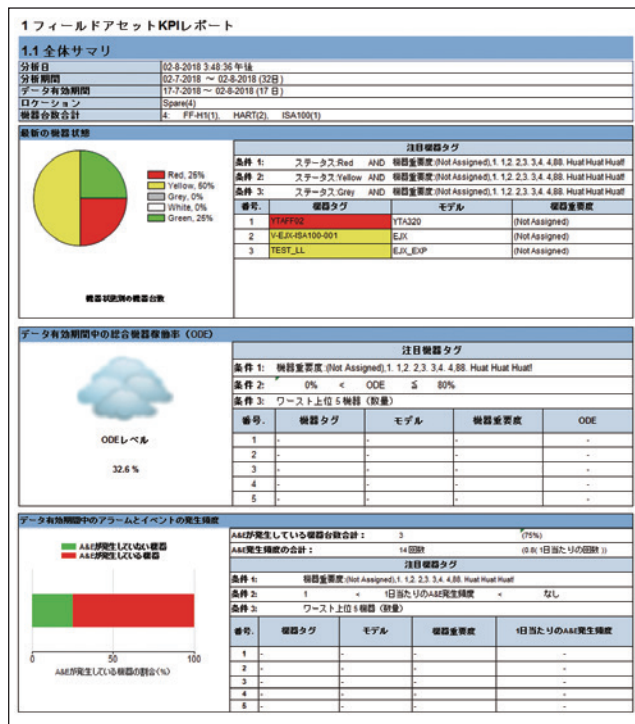 1 フィールドアセットKPIレポート
1.1 全体サマリ
分析日 02-8-2018 3:48:36 午後
分析期間 02-7-2018 ～ 02-8-2018 (32日)
データ有効期間 17-7-2018 ～ 02-8-2018 (17 日)
ロケーション Spare(4)
機器台数合計 4: FF-H1(1), HART(2), ISA100(1)
最新の機器状態
Red, 25%
Yellow, 50%
Grey, 0%
White, 0%
Green, 25%
機器状態別の機器台数
注目機器タグ
条件 1: ステータス:Red AND 機器重要度:(Not Assigned),1. 1,2. 2,3. 3,4. 4,88. Huat Huat Huat!
条件 2: ステータス:Yellow AND 機器重要度:(Not Assigned),1. 1,2. 2,3. 3,4. 4,88. Huat Huat Huat!
条件 3: ステータス:Grey AND 機器重要度:(Not Assigned),1. 1,2. 2,3. 3,4. 4,88. Huat Huat Huat!
番号. 機器タグ モデル 機器重要度
1 YTAFF02 YTA320 (Not Assigned)
2 V-EJX-ISA100-001 EJX (Not Assigned)
3 TEST_LL EJX_EXP (Not Assigned)
データ有効期間中の総合機器稼働率（ODE）
ODEレベル
32.6 %
注目機器タグ
条件 1: 機器重要度:(Not Assigned),1. 1,2. 2,3. 3,4. 4,88. Huat Huat Huat!
条件 2: 0% < ODE ≦ 80%
条件 3: ワースト上位 5 機器（数量）
番号. 機器タグ モデル 機器重要度 ODE
1 - - - -
2 - - - -
3 - - - -
4 - - - -
5 - - - -
データ有効期間中のアラームとイベントの発生頻度
A&Eが発生していない機器
A&Eが発生している機器
0 50 100
A&Eが発生している機器の割合(%)
A&Eが発生している機器台数合計： 3 (75%)
A&E発生頻度の合計： 14 回数 (0.8( 1日当たりの回数 ))
注目機器タグ
条件 1: 機器重要度:(Not Assigned),1. 1,2. 2,3. 3,4. 4,88. Huat Huat Huat!
条件 2: 1 < 1日当たりのA&E発生頻度 < なし
条件 3: ワースト上位 5 機器（数量）
番号. 機器タグ モデル 機器重要度 1日当たりのA&E発生頻度
1 - - - -
2 - - - -
3 - - - -
4 - - - -
5 - - - -